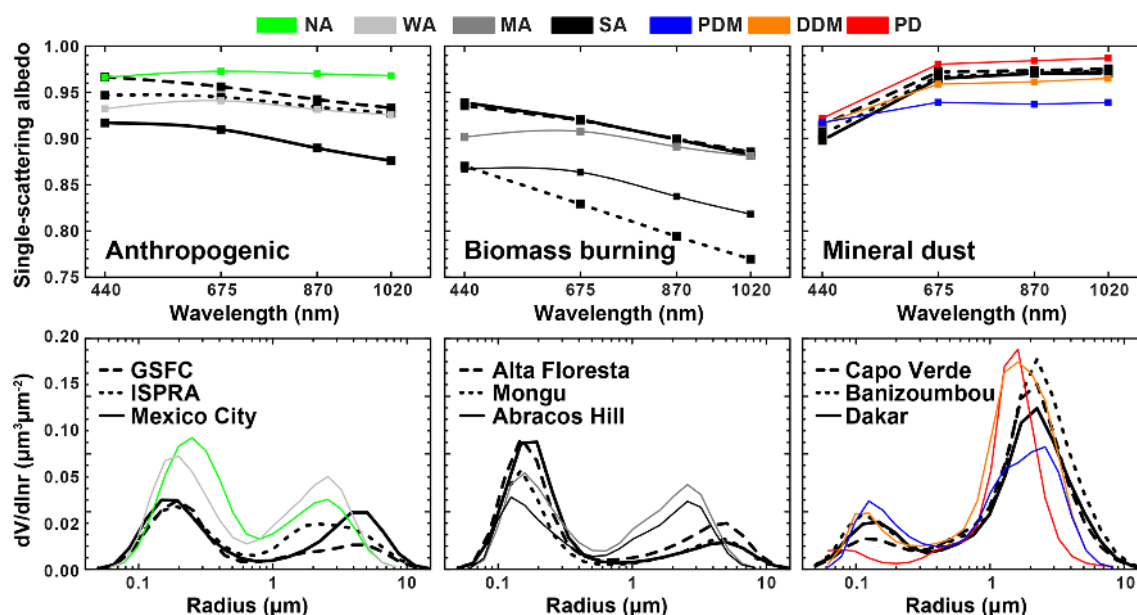 NA WA MA SA PDM DDM PD
Single-scattering albedo
1.00
0.95
0.90
0.85
0.80
0.75
Anthropogenic
Biomass burning
Mineral dust
440 675 870 1020
440 675 870 1020
440 675 870 1020
Wavelength (nm)
Wavelength (nm)
Wavelength (nm)
dV/dlnr (μm³μm⁻²)
0.20
0.15
0.10
0.05
0.02
0.00
GSFC
ISPRA
Mexico City
Alta Floresta
Mongu
Abracos Hill
Capo Verde
Banizoumbou
Dakar
0.1 1 10
0.1 1 10
0.1 1 10
Radius (μm)
Radius (μm)
Radius (μm)